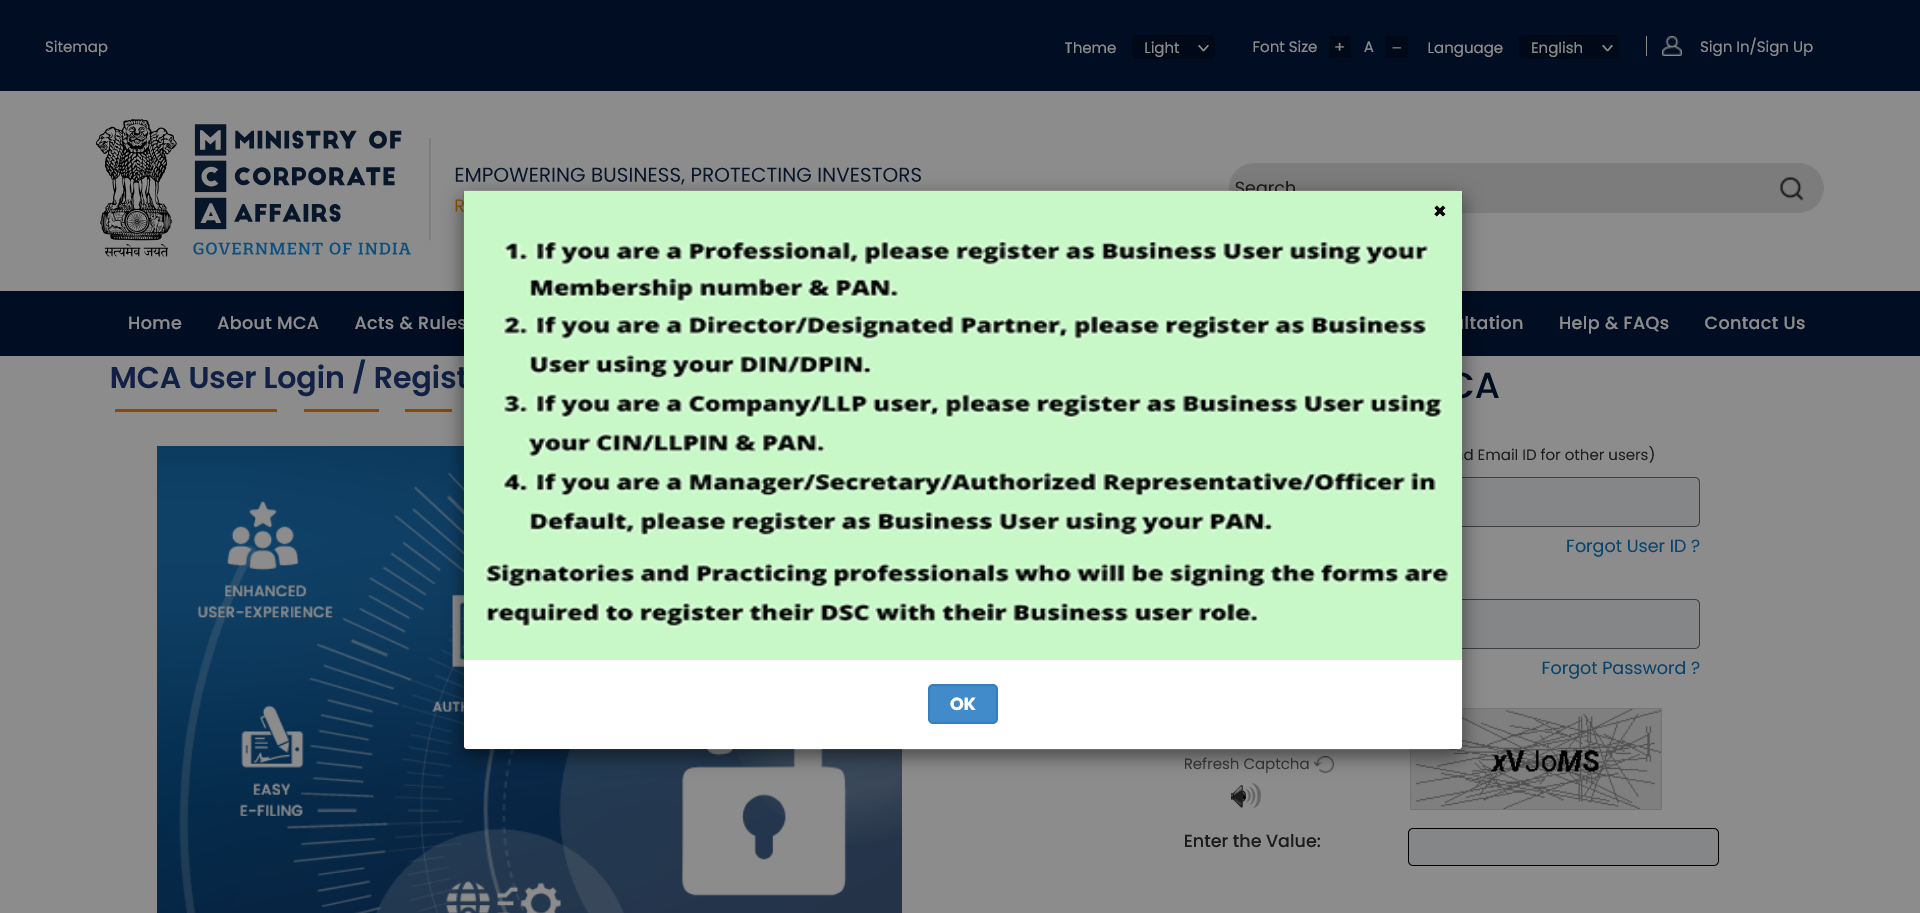 Sitemap
Theme Light Font Size + A – Language English Sign In/Sign Up
सत्यमेव जयते
M MINISTRY OF
C CORPORATE
A AFFAIRS
GOVERNMENT OF INDIA
EMPOWERING BUSINESS, PROTECTING INVESTORS
R
Search
Home About MCA Acts & Rules ltation Help & FAQs Contact Us
MCA User Login / Regist
CA
1. If you are a Professional, please register as Business User using your
Membership number & PAN.
2. If you are a Director/Designated Partner, please register as Business
User using your DIN/DPIN.
3. If you are a Company/LLP user, please register as Business User using
your CIN/LLPIN & PAN.
4. If you are a Manager/Secretary/Authorized Representative/Officer in
Default, please register as Business User using your PAN.
Signatories and Practicing professionals who will be signing the forms are
required to register their DSC with their Business user role.
OK
d Email ID for other users)
Forgot User ID ?
Forgot Password ?
ENHANCED
USER-EXPERIENCE
AUTH
EASY
E-FILING
Refresh Captcha
xVJoMS
Enter the Value: